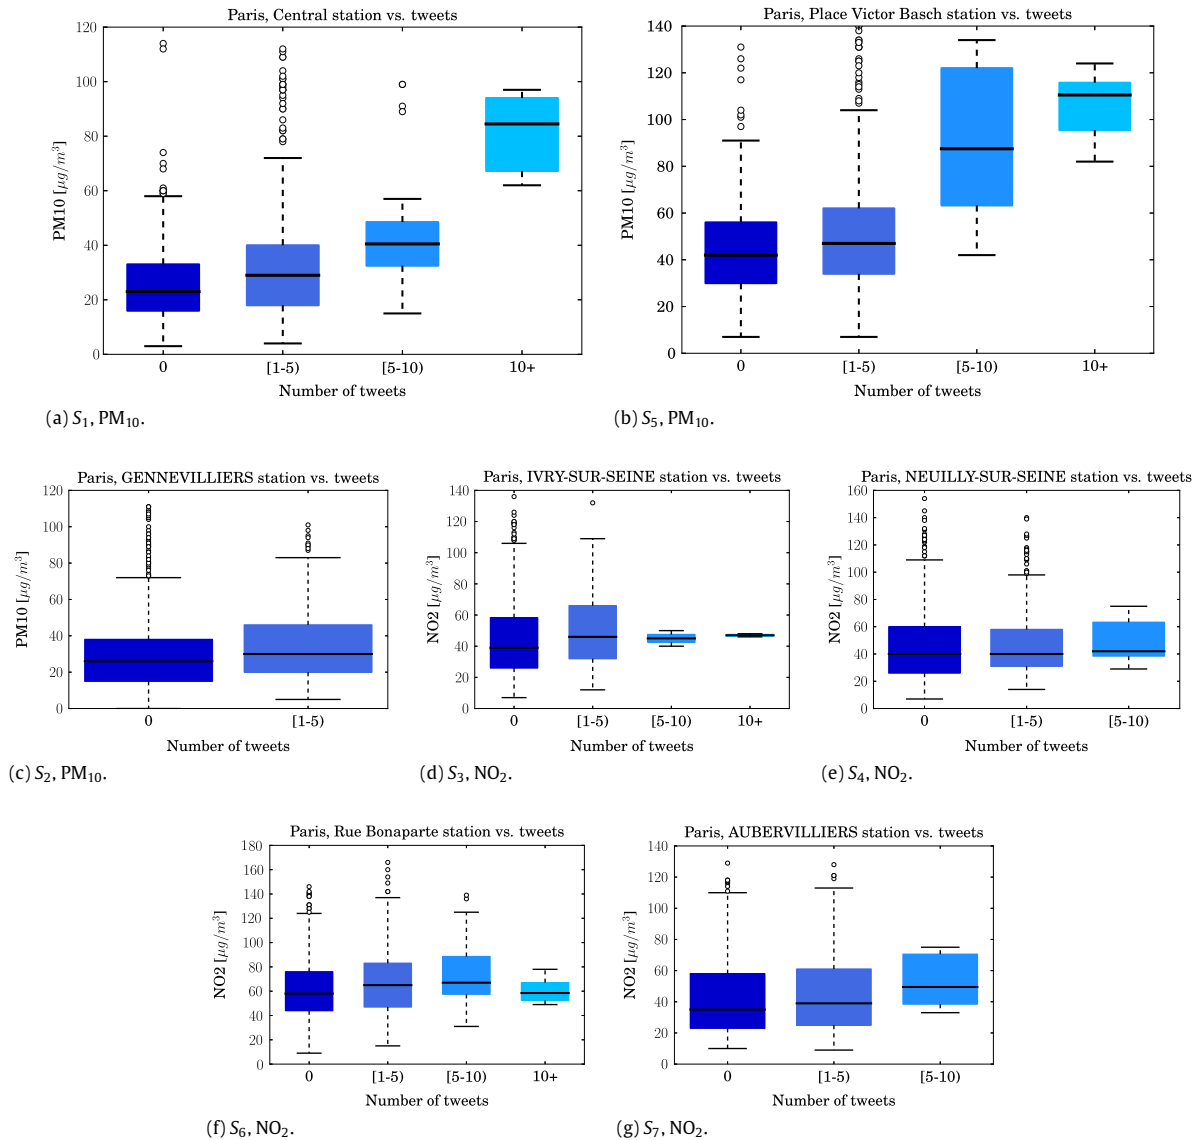 Paris, Central station vs. tweets
120
100
80
60
40
20
0
PM10 [μg/m³]
0 [1-5) [5-10) 10+
Number of tweets
(a) S₁, PM₁₀.
Paris, Place Victor Basch station vs. tweets
140
120
100
80
60
40
20
0
PM10 [μg/m³]
0 [1-5) [5-10) 10+
Number of tweets
(b) S₅, PM₁₀.
Paris, GENNEVILLIERS station vs. tweets
120
100
80
60
40
20
0
PM10 [μg/m³]
0 [1-5)
Number of tweets
(c) S₂, PM₁₀.
Paris, IVRY-SUR-SEINE station vs. tweets
140
120
100
80
60
40
20
0
NO2 [μg/m³]
0 [1-5) [5-10) 10+
Number of tweets
(d) S₃, NO₂.
Paris, NEUILLY-SUR-SEINE station vs. tweets
160
140
120
100
80
60
40
20
0
NO2 [μg/m³]
0 [1-5) [5-10)
Number of tweets
(e) S₄, NO₂.
Paris, Rue Bonaparte station vs. tweets
180
160
140
120
100
80
60
40
20
0
NO2 [μg/m³]
0 [1-5) [5-10) 10+
Number of tweets
(f) S₆, NO₂.
Paris, AUBERVILLIERS station vs. tweets
140
120
100
80
60
40
20
0
NO2 [μg/m³]
0 [1-5) [5-10)
Number of tweets
(g) S₇, NO₂.